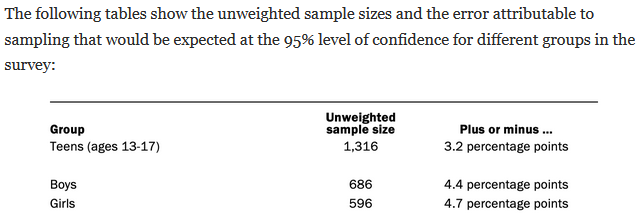 The following tables show the unweighted sample sizes and the error attributable to
sampling that would be expected at the 95% level of confidence for different groups in the
survey:
Unweighted
Group sample size Plus or minus ...
Teens (ages 13-17) 1,316 3.2 percentage points
Boys 686 4.4 percentage points
Girls 596 4.7 percentage points